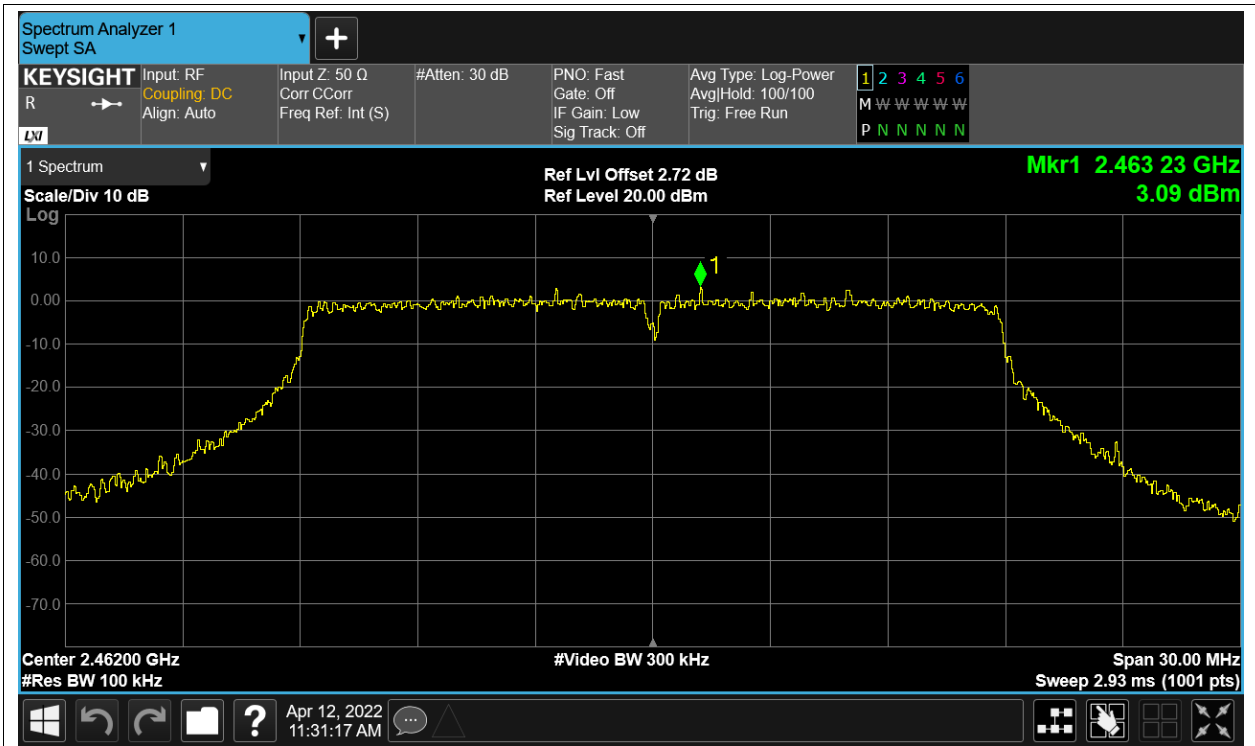 Spectrum Analyzer 1
Swept SA
KEYSIGHT
R
LXI
Input: RF
Coupling: DC
Align: Auto
Input Z: 50 Ω
Corr CCorr
Freq Ref: Int (S)
#Atten: 30 dB
PNO: Fast
Gate: Off
IF Gain: Low
Sig Track: Off
Avg Type: Log-Power
Avg|Hold: 100/100
Trig: Free Run
1 2 3 4 5 6
M W W W W W
P N N N N N
1 Spectrum
Scale/Div 10 dB
Ref Lvl Offset 2.72 dB
Ref Level 20.00 dBm
Mkr1 2.463 23 GHz
3.09 dBm
Log
10.0
0.00
-10.0
-20.0
-30.0
-40.0
-50.0
-60.0
-70.0
1
Center 2.46200 GHz
#Res BW 100 kHz
#Video BW 300 kHz
Span 30.00 MHz
Sweep 2.93 ms (1001 pts)
?
Apr 12, 2022
11:31:17 AM